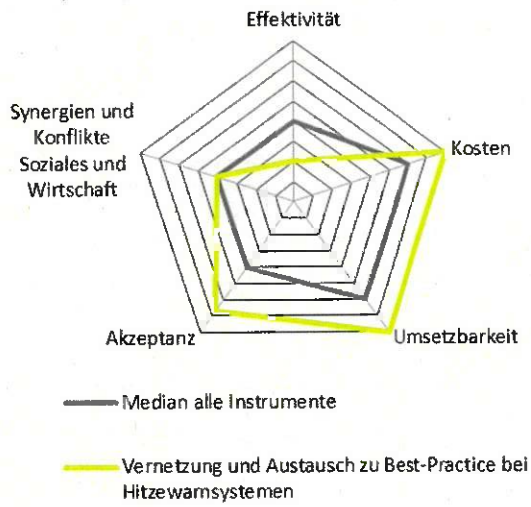 Effektivität
Synergien und
Konflikte
Soziales und
Wirtschaft
Kosten
Akzeptanz
Umsetzbarkeit
Median alle Instrumente
Vernetzung und Austausch zu Best-Practice bei
Hitzewarnsystemen